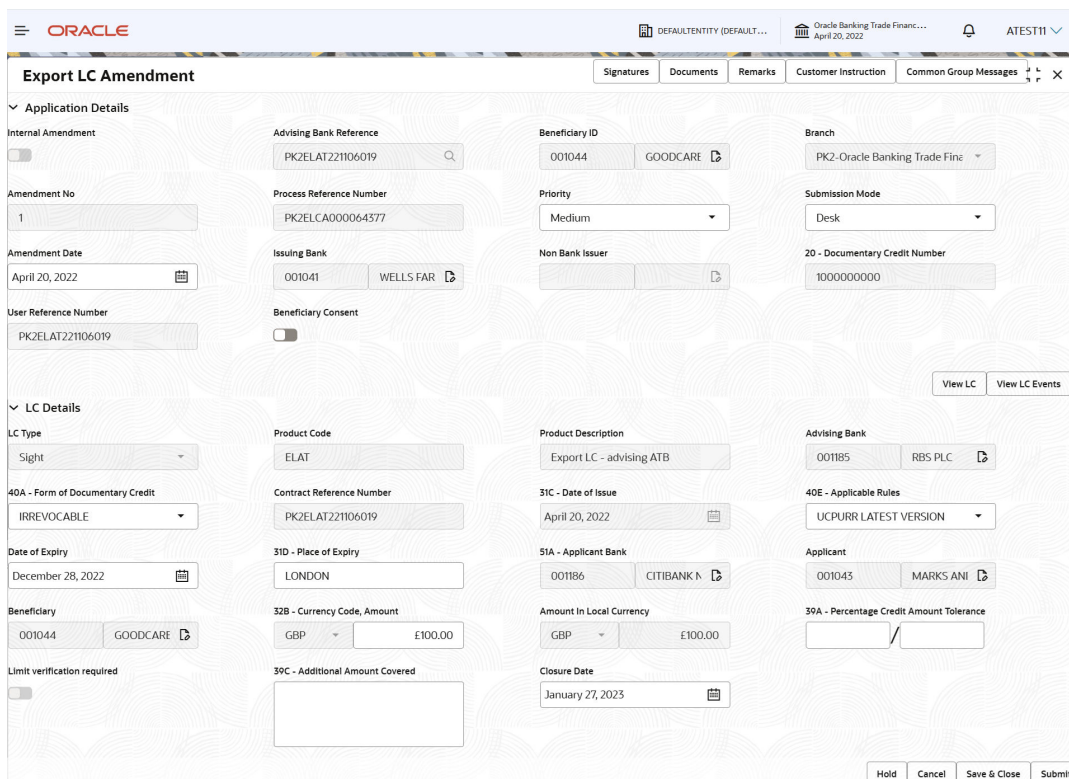 ORACLE
DEFAULTENTITY (DEFAULT...
Oracle Banking Trade Financ...
April 20, 2022
ATEST11
Export LC Amendment
Signatures Documents Remarks Customer Instruction Common Group Messages
Application Details
Internal Amendment Advising Bank Reference Beneficiary ID Branch
PK2ELAT221106019 001044 GOODCARE PK2-Oracle Banking Trade Fina
Amendment No Process Reference Number Priority Submission Mode
1 PK2ELCA000064377 Medium Desk
Amendment Date Issuing Bank Non Bank Issuer 20 - Documentary Credit Number
April 20, 2022 001041 WELLS FAR 1000000000
User Reference Number Beneficiary Consent
PK2ELAT221106019
View LC View LC Events
LC Details
LC Type Product Code Product Description Advising Bank
Sight ELAT Export LC - advising ATB 001185 RBS PLC
40A - Form of Documentary Credit Contract Reference Number 31C - Date of Issue 40E - Applicable Rules
IRREVOCABLE PK2ELAT221106019 April 20, 2022 UCPURR LATEST VERSION
Date of Expiry 31D - Place of Expiry 51A - Applicant Bank Applicant
December 28, 2022 LONDON 001186 CITIBANK N 001043 MARKS ANI
Beneficiary 32B - Currency Code, Amount Amount In Local Currency 39A - Percentage Credit Amount Tolerance
001044 GOODCARE GBP £100.00 GBP £100.00 /
Limit verification required 39C - Additional Amount Covered Closure Date
January 27, 2023
Hold Cancel Save & Close Submit